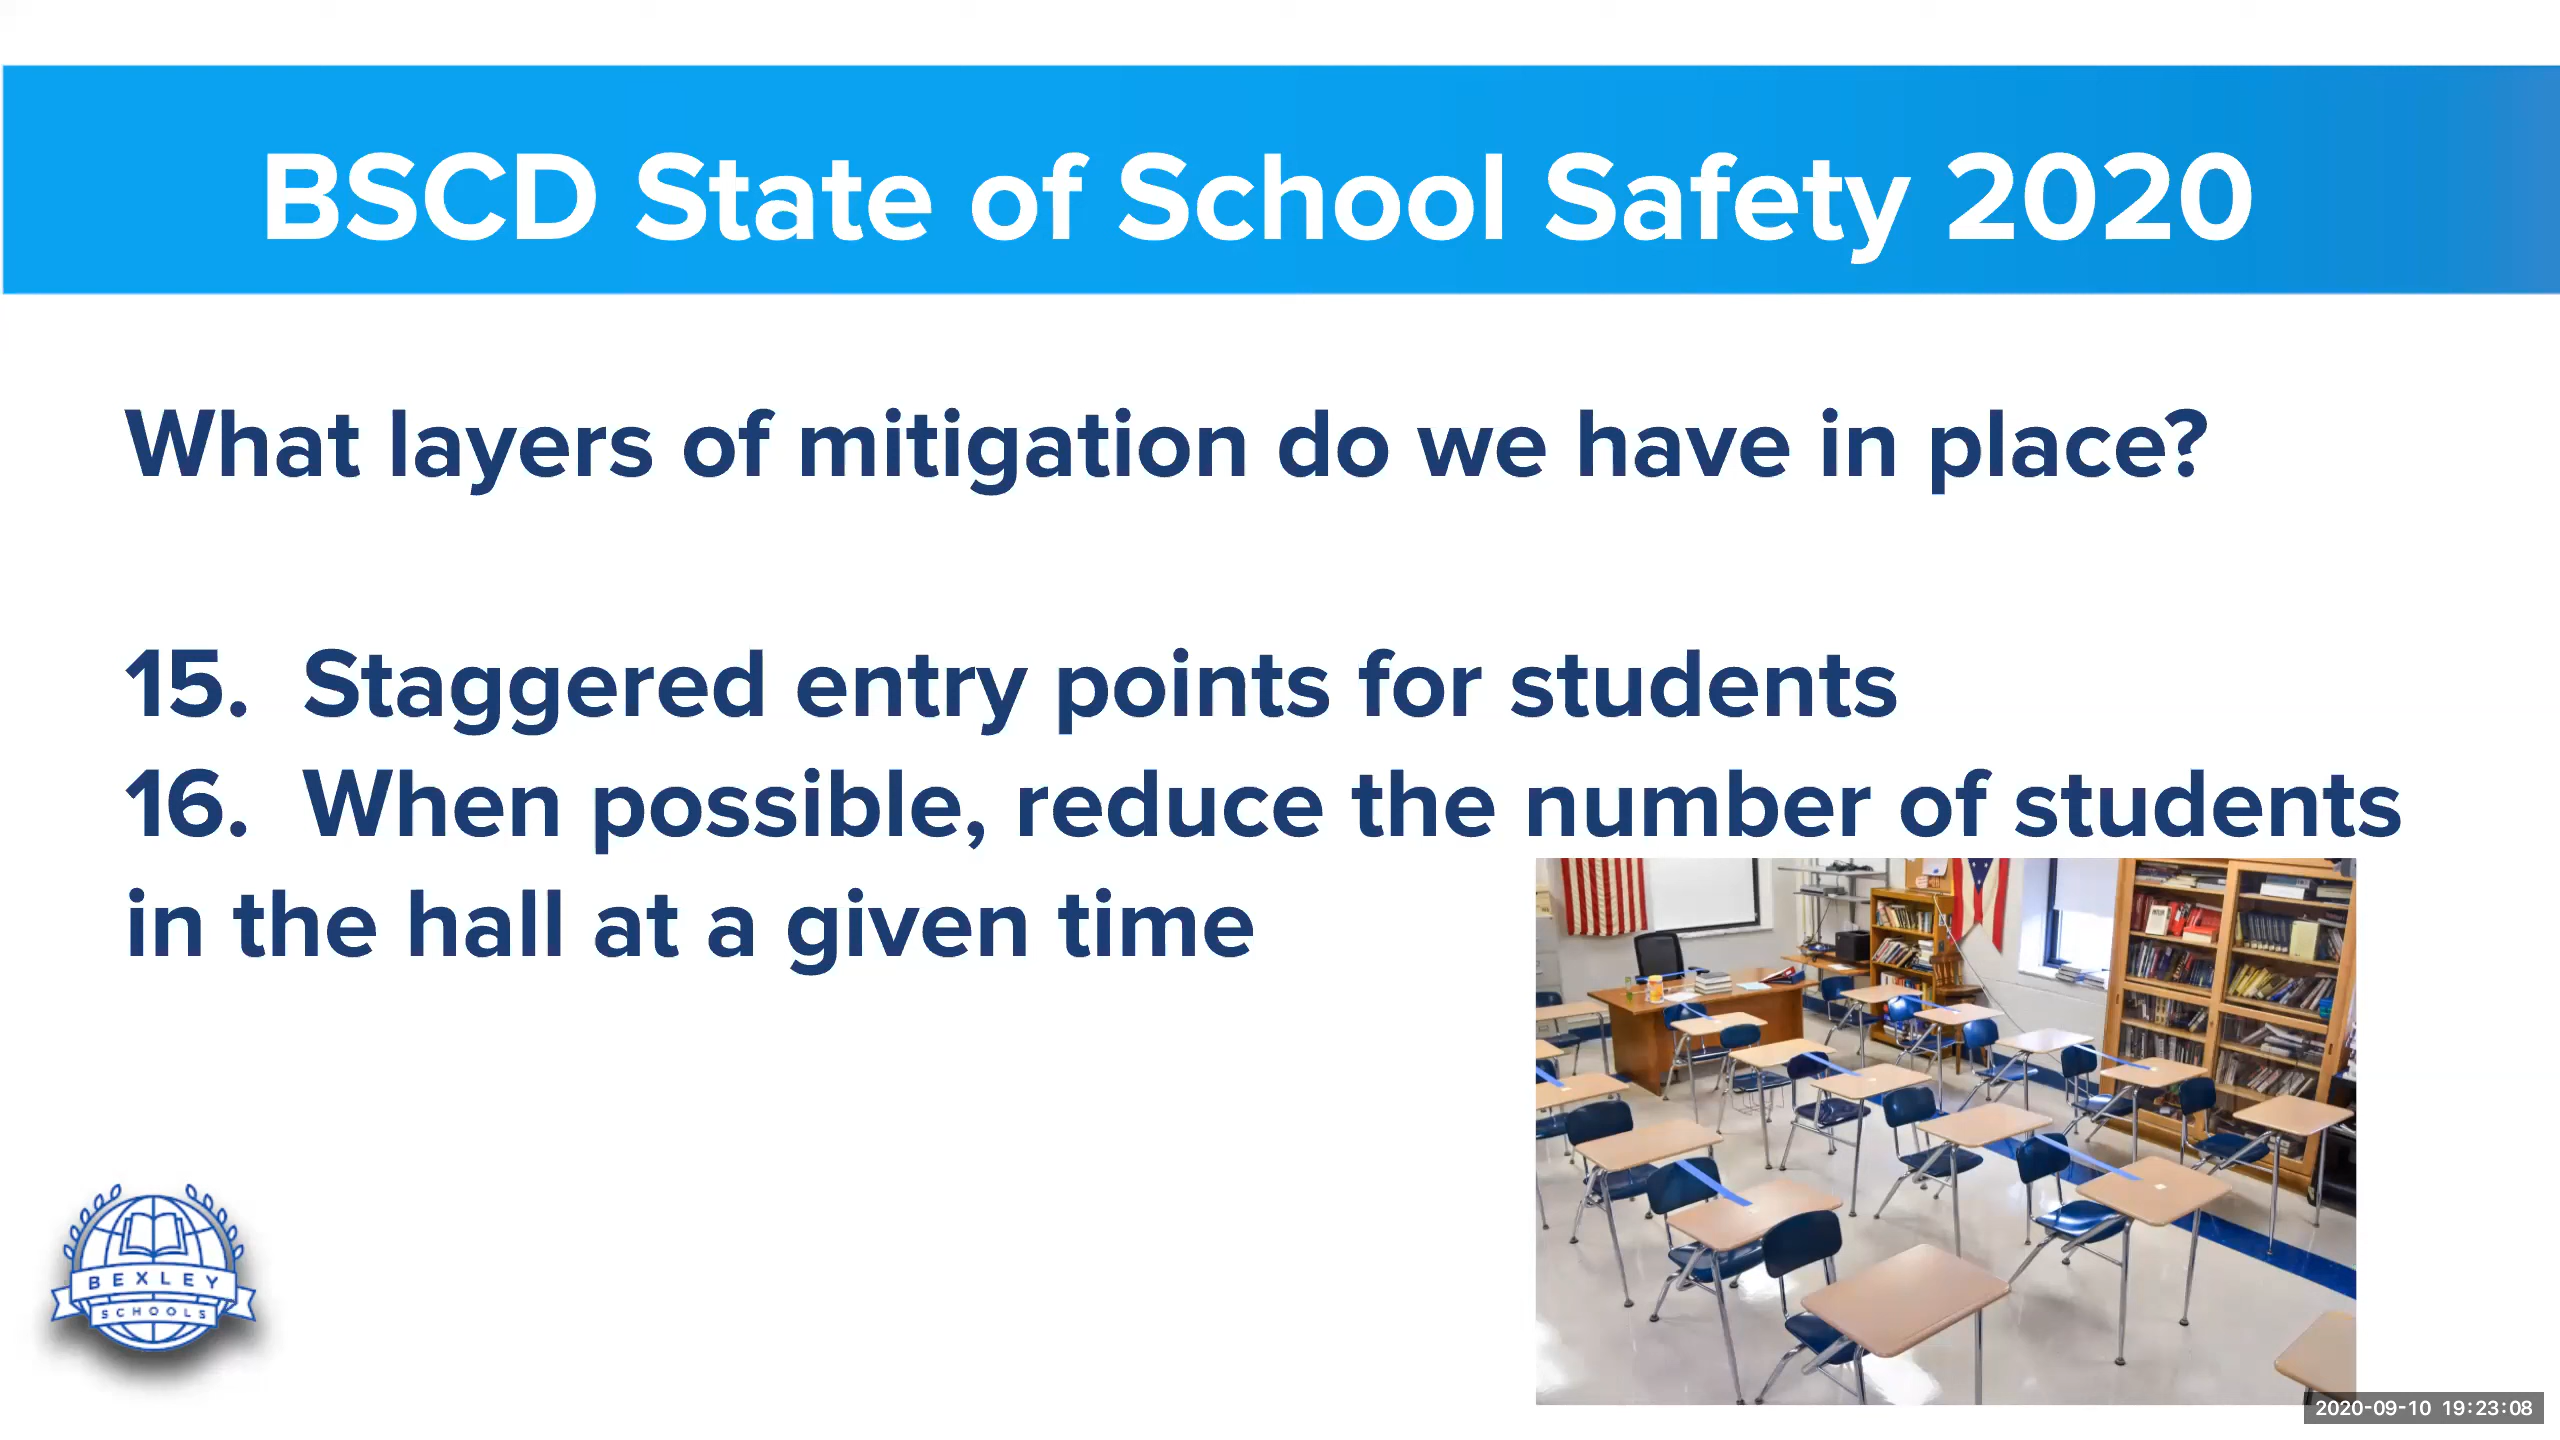 BSCD State of School Safety 2020
What layers of mitigation do we have in place?
15. Staggered entry points for students
16. When possible, reduce the number of students
in the hall at a given time
BEXLEY
SCHOOLS
2020-09-10 19:23:08